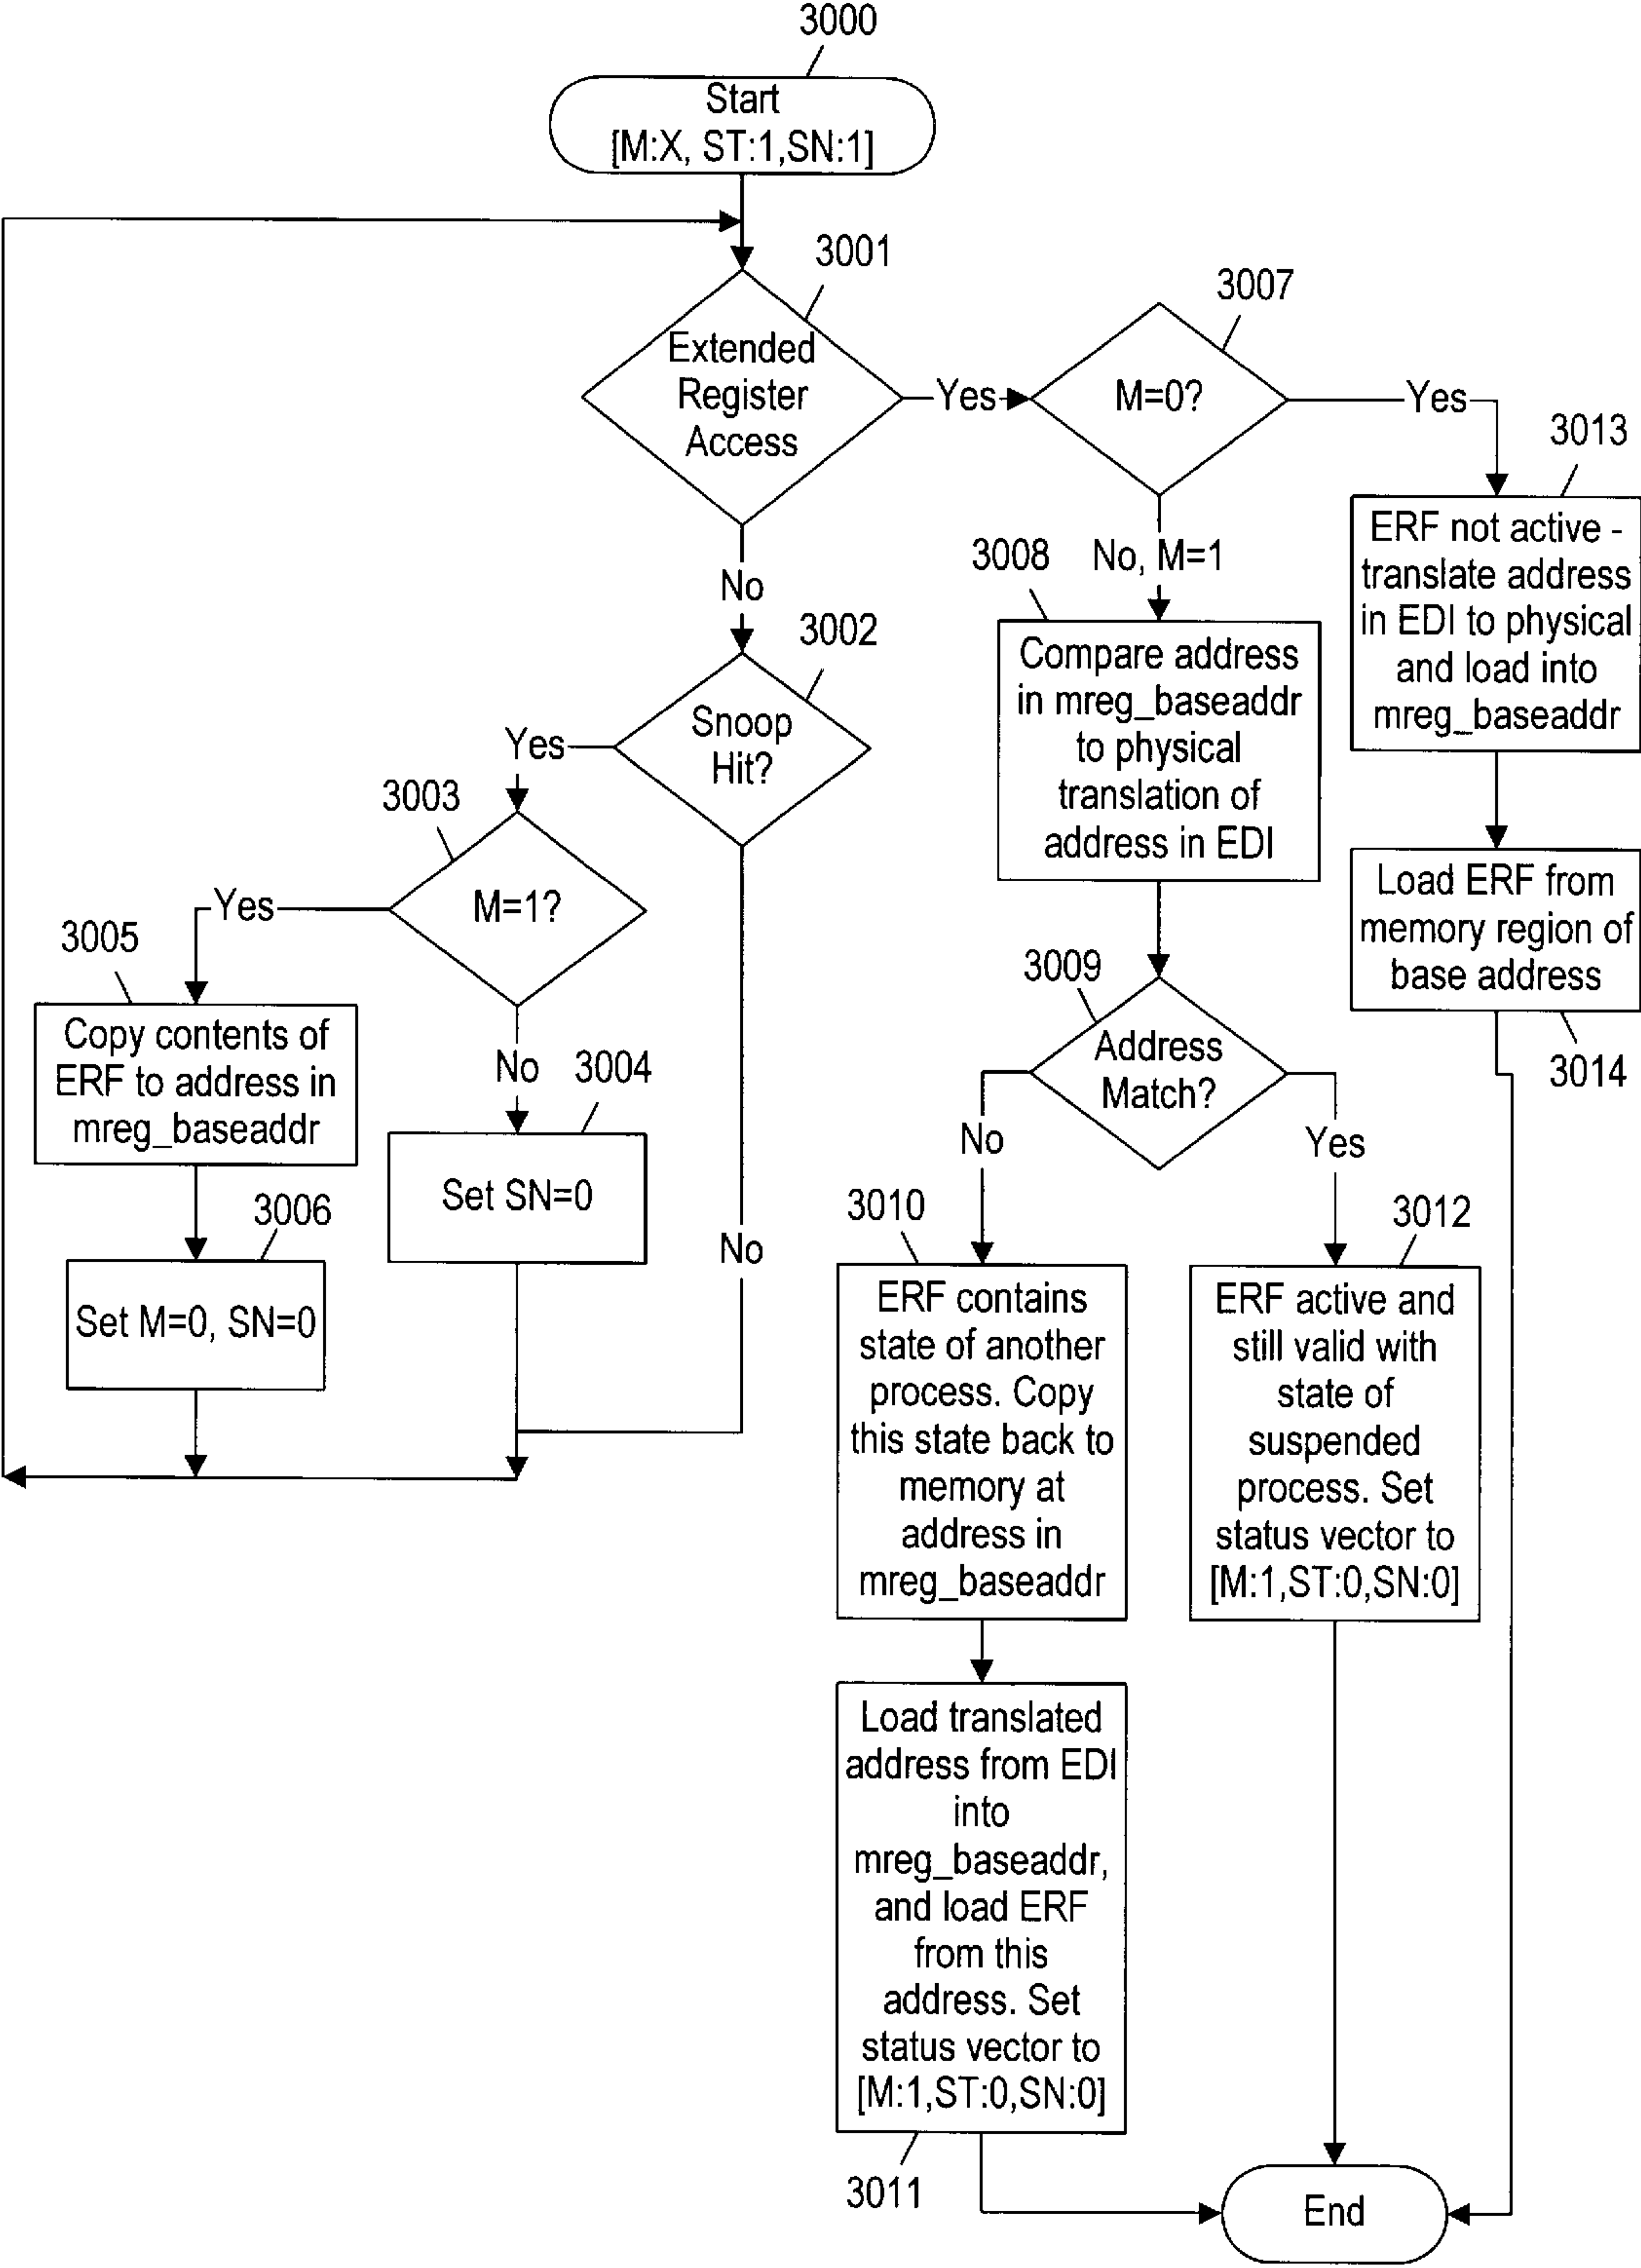 3000
Start
[M:X, ST:1,SN:1]
3001
Extended
Register
Access
Yes
No
3007
M=0?
Yes
No, M=1
3013
ERF not active -
translate address
in EDI to physical
and load into
mreg_baseaddr
3008
Compare address
in mreg_baseaddr
to physical
translation of
address in EDI
3002
Snoop
Hit?
Yes
No
3003
M=1?
Yes
No
3014
Load ERF from
memory region of
base address
3005
Copy contents of
ERF to address in
mreg_baseaddr
3004
Set SN=0
3006
Set M=0, SN=0
3009
Address
Match?
No
Yes
3010
ERF contains
state of another
process. Copy
this state back to
memory at
address in
mreg_baseaddr
3012
ERF active and
still valid with
state of
suspended
process. Set
status vector to
[M:1,ST:0,SN:0]
Load translated
address from EDI
into
mreg_baseaddr,
and load ERF
from this
address. Set
status vector to
[M:1,ST:0,SN:0]
3011
End